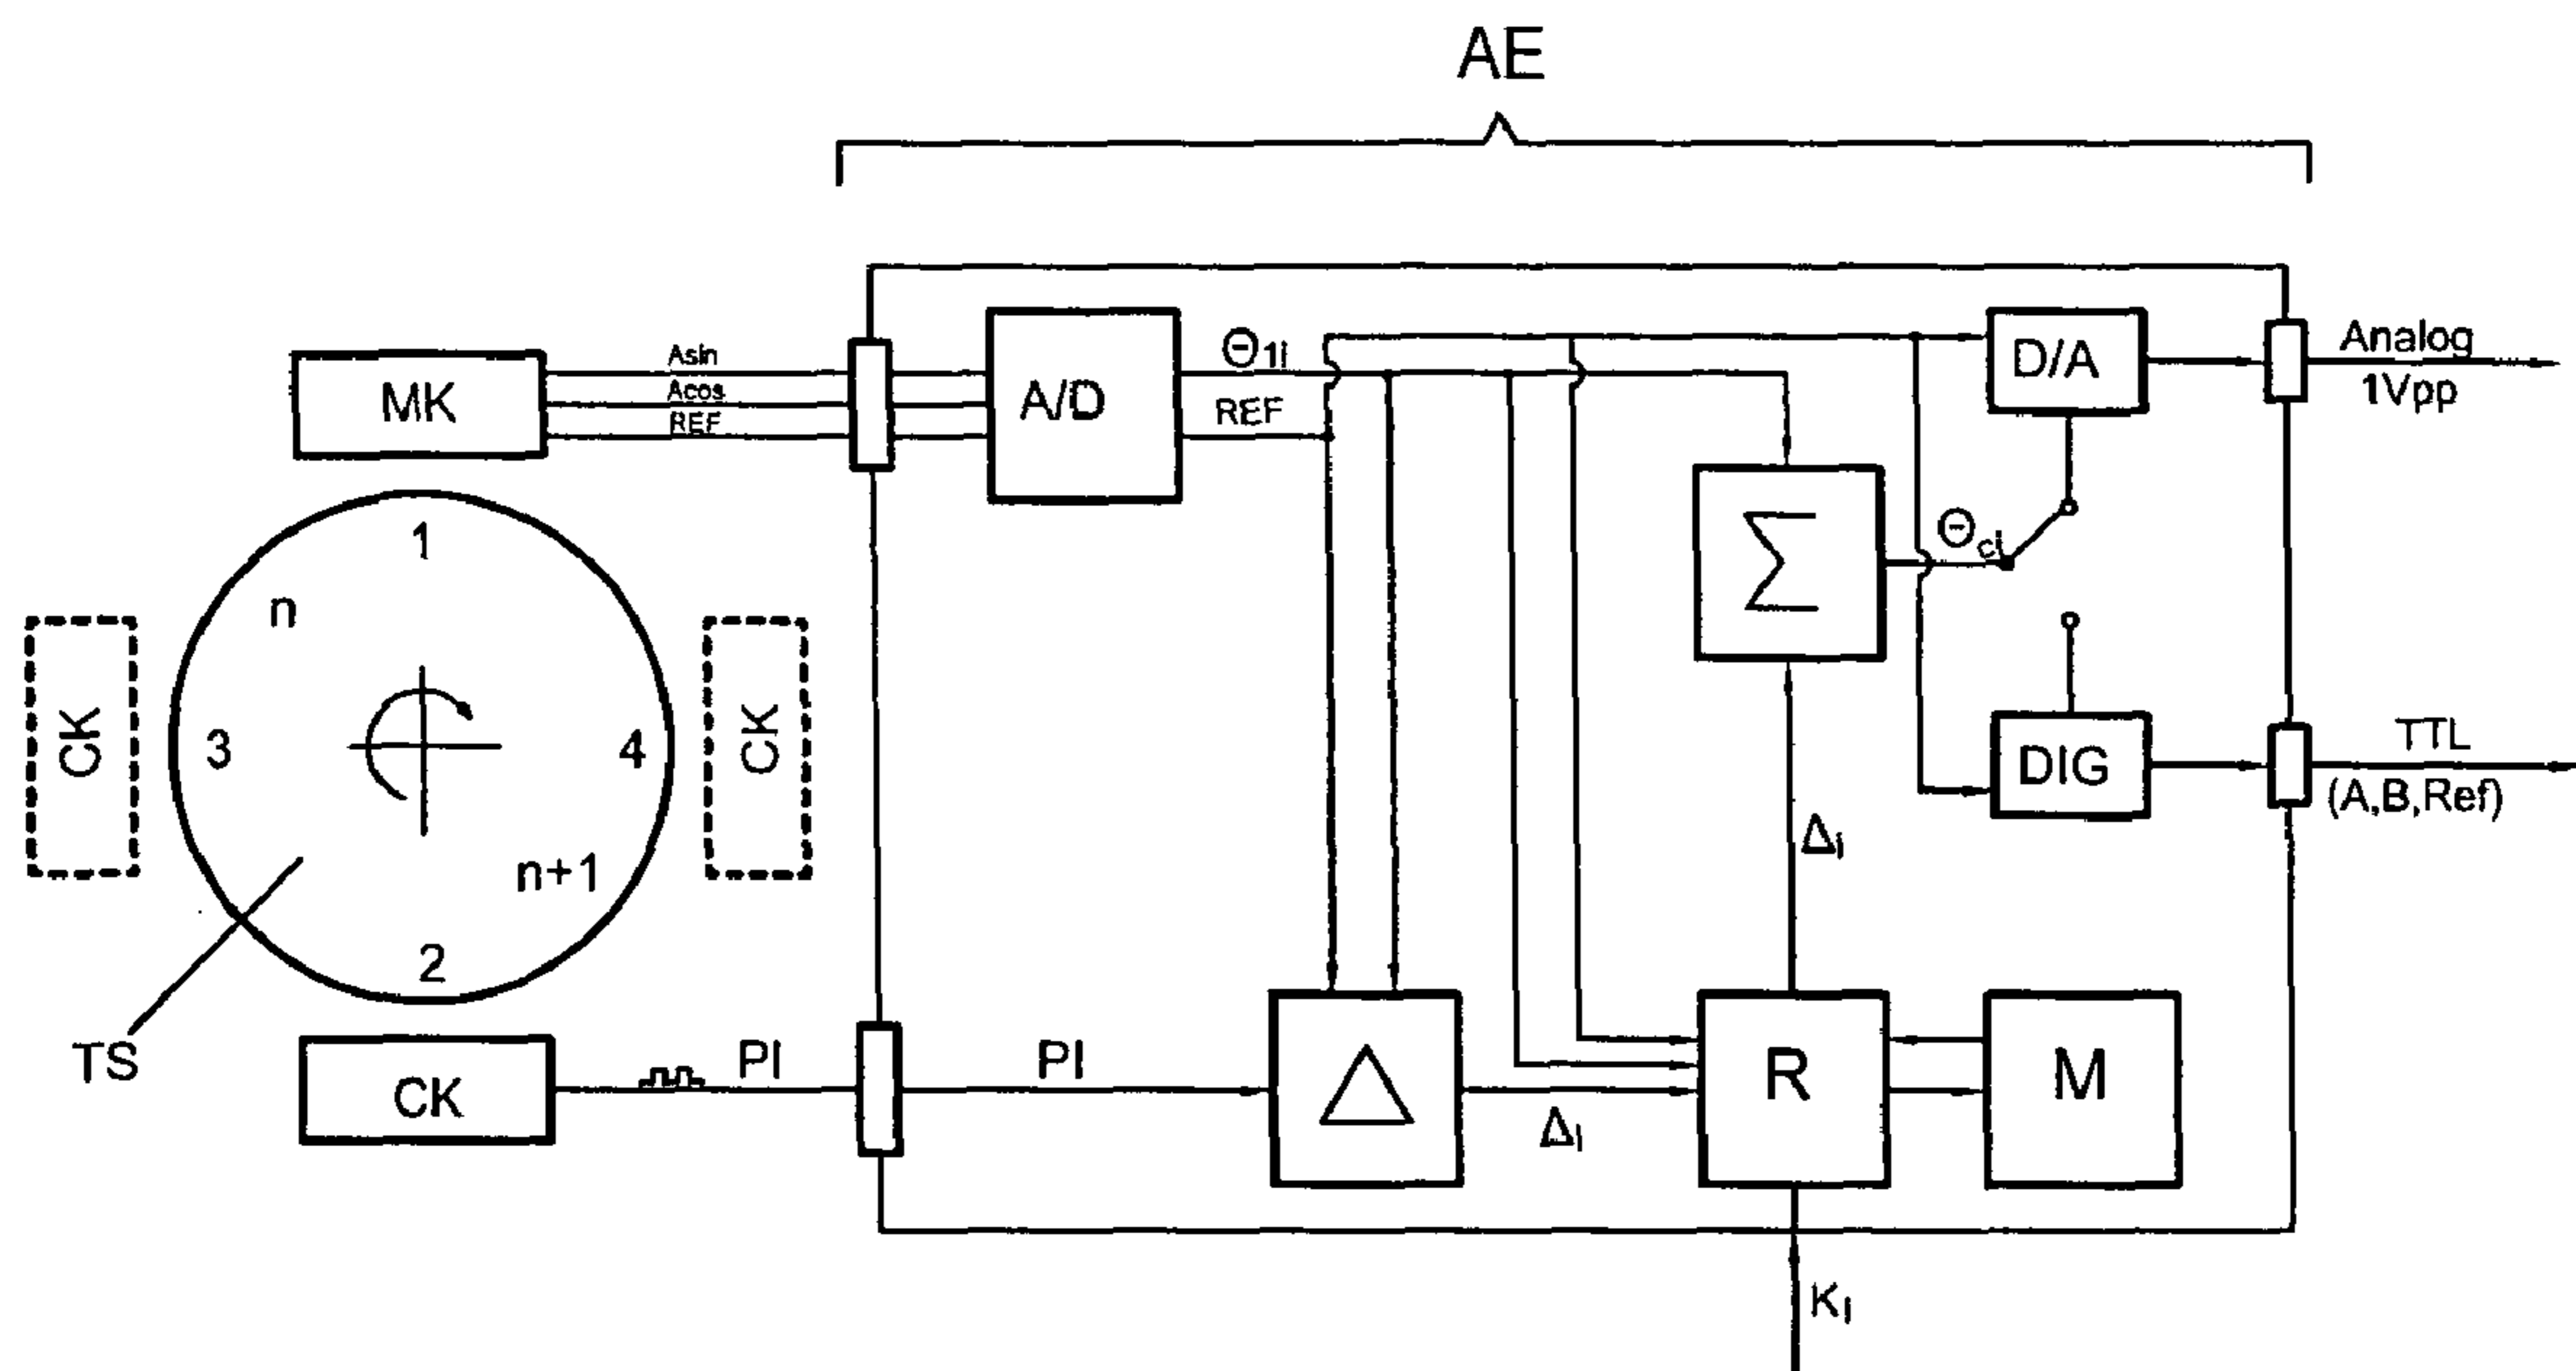 AE
MK
Asin
Acos
REF
A/D
Θ1i
REF
D/A
Analog
1Vpp
Σ
Θci
1
n
3
4
n+1
2
CK
CK
TS
DIG
TTL
(A,B,Ref)
Δi
CK
PI
PI
Δ
Δi
R
M
Ki